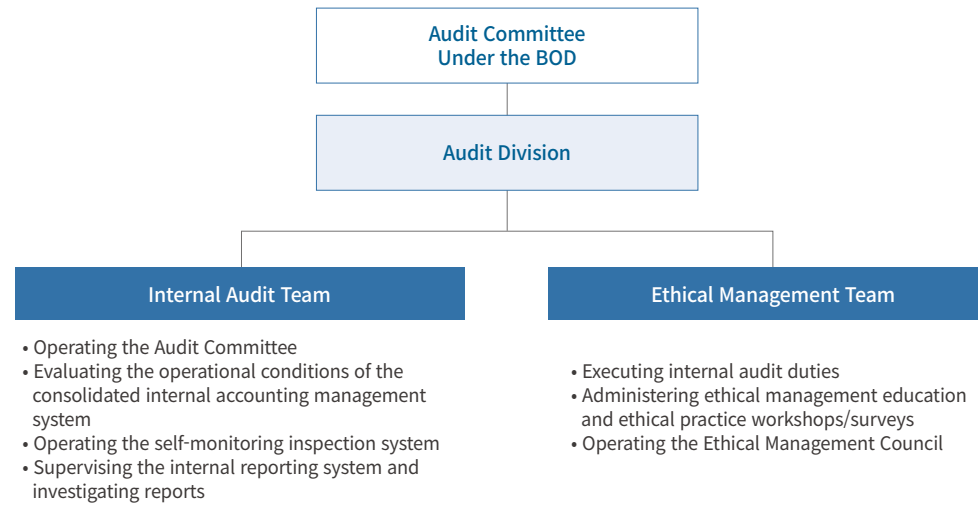 Audit Committee
Under the BOD
Audit Division
Internal Audit Team
• Operating the Audit Committee
• Evaluating the operational conditions of the
consolidated internal accounting management
system
• Operating the self-monitoring inspection system
• Supervising the internal reporting system and
investigating reports
Ethical Management Team
• Executing internal audit duties
• Administering ethical management education
and ethical practice workshops/surveys
• Operating the Ethical Management Council